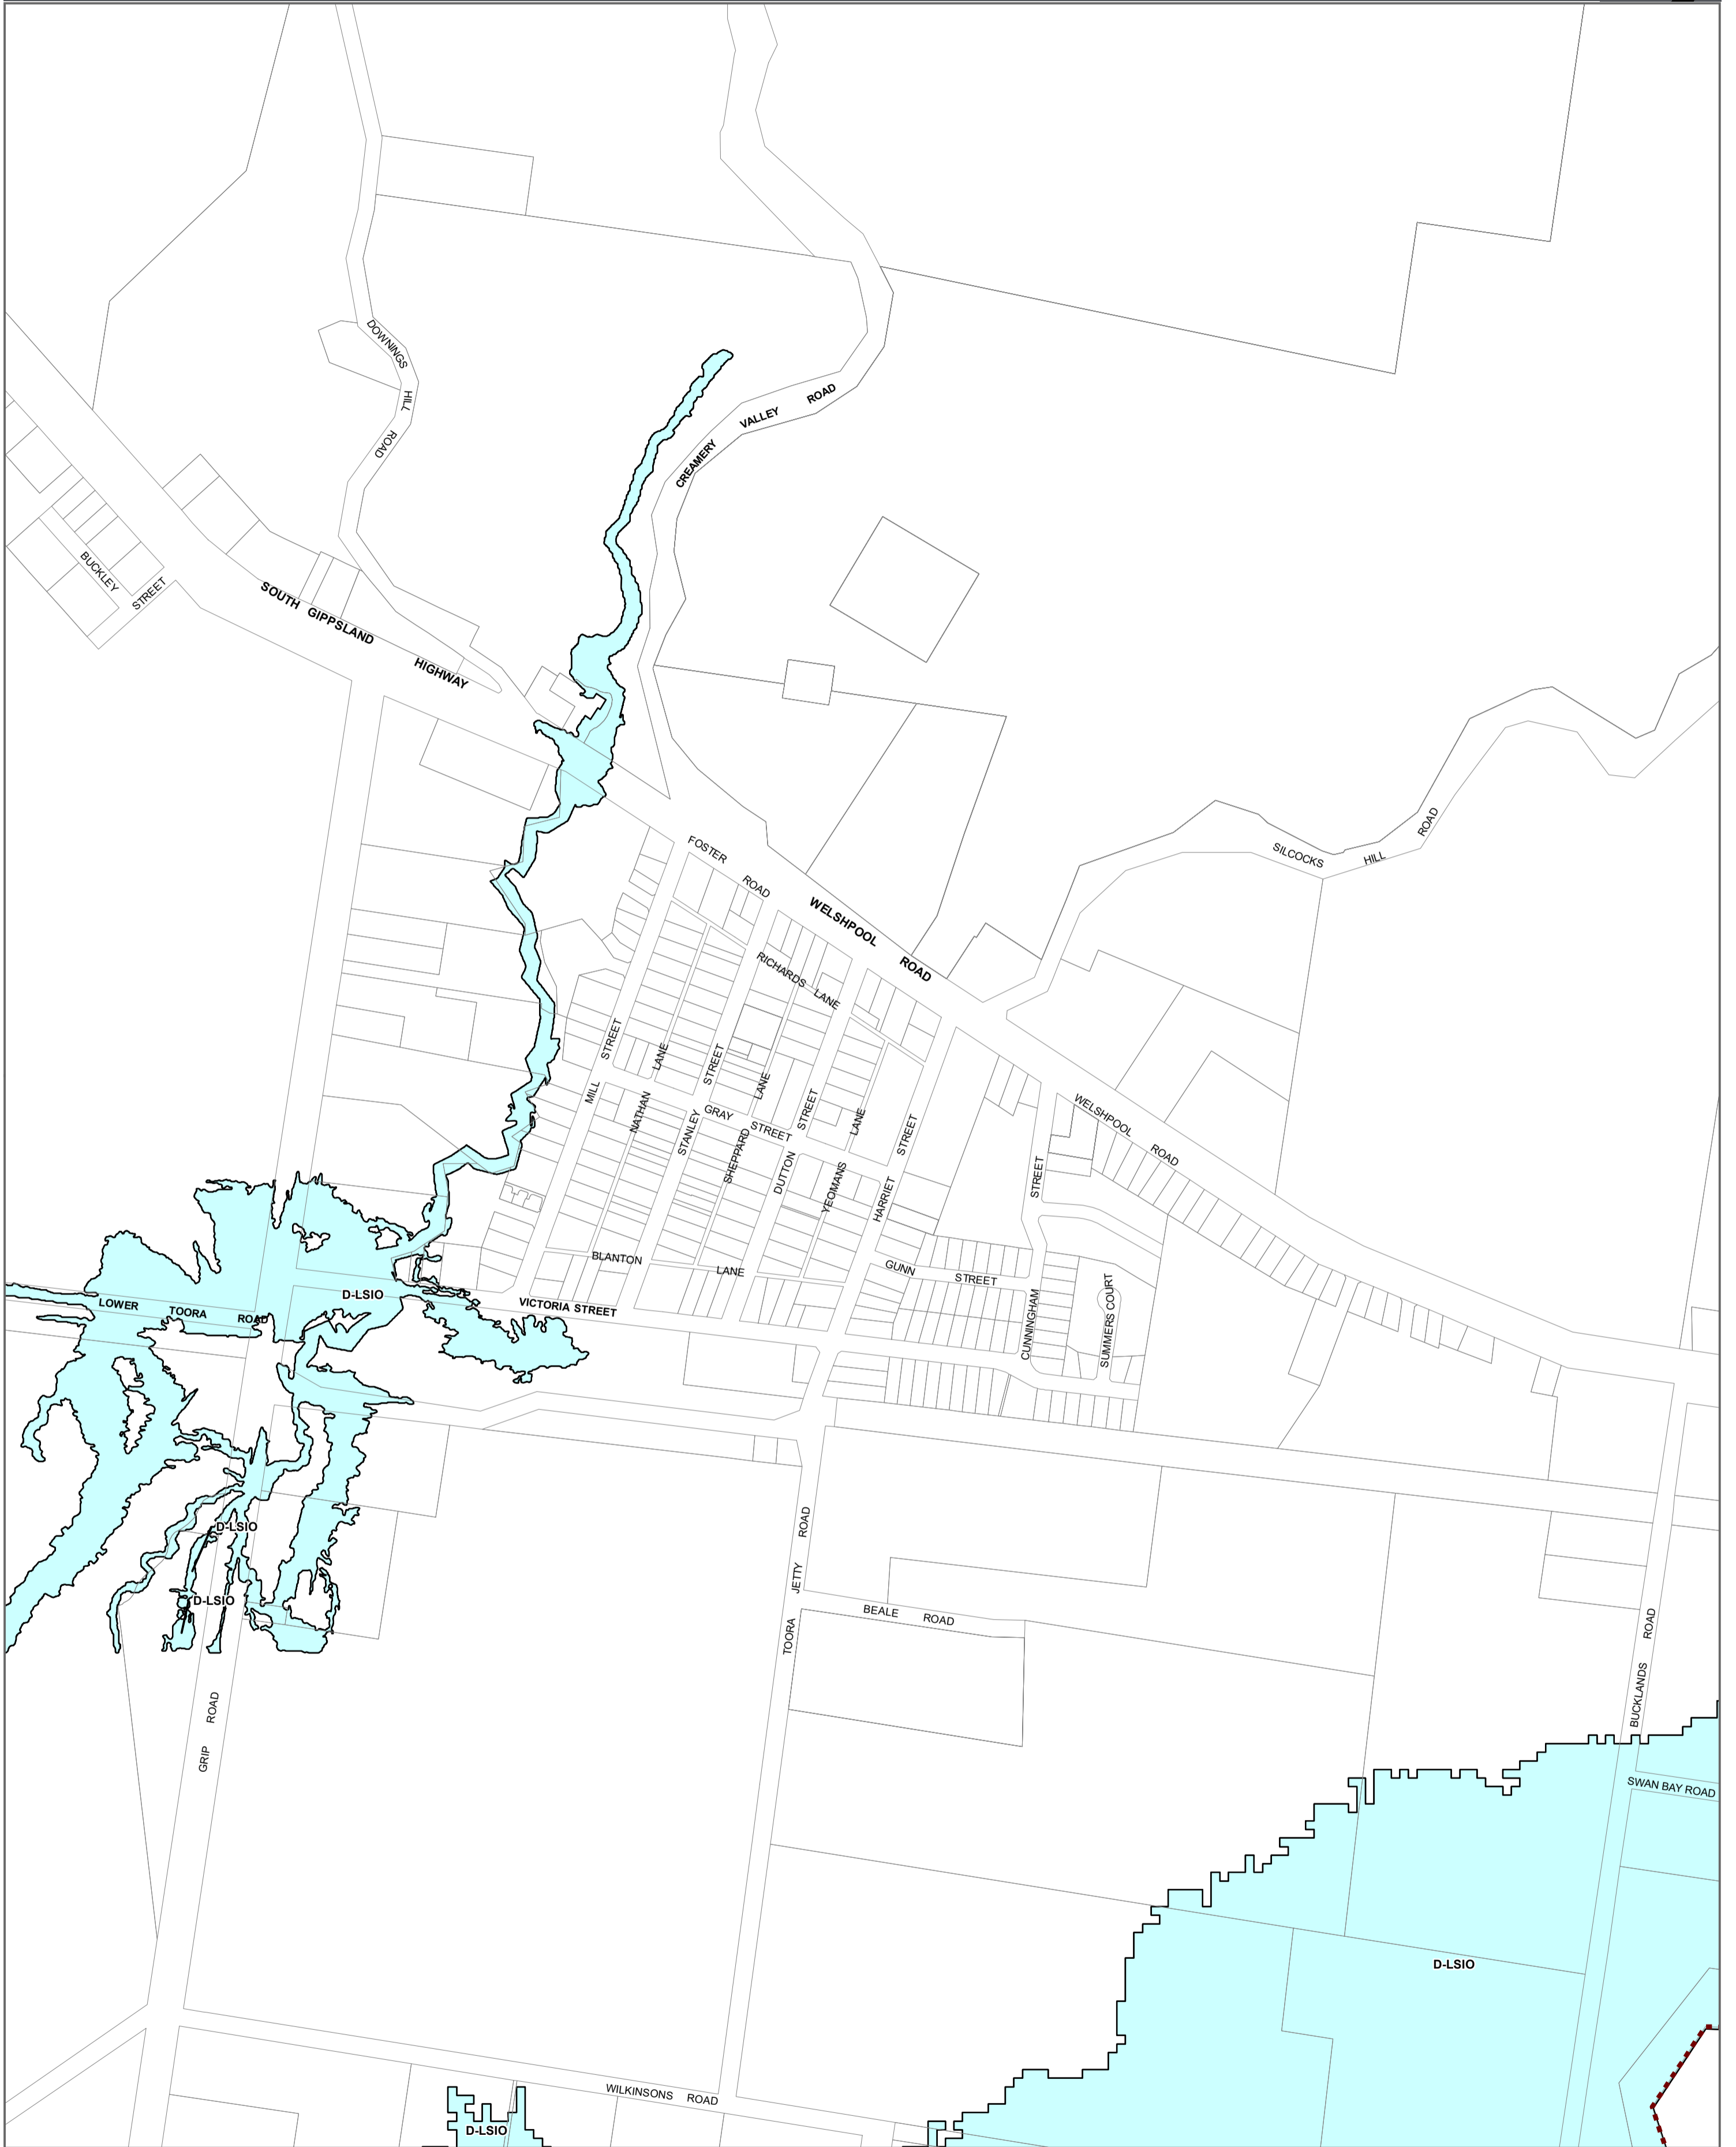 DOWNINGS
HILL
ROAD
CREAMERY
VALLEY
ROAD
BUCKLEY
STREET
SOUTH GIPPSLAND
HIGHWAY
FOSTER
ROAD
WELSHPOOL
ROAD
SILCOCKS
HILL
ROAD
RICHARDS
LANE
MILL
STREET
NATHAN
LANE
STANLEY
STREET
SHEPPARD
LANE
GRAY
STREET
DUTTON
STREET
YEOMANS
LANE
HARRIET
STREET
WELSHPOOL
ROAD
CUNNINGHAM
STREET
BLANTON
LANE
GUNN
STREET
SUMMERS COURT
VICTORIA STREET
D-LSIO
LOWER
TOORA
ROAD
D-LSIO
D-LSIO
GRIP
ROAD
TOORA
JETTY
ROAD
BEALE
ROAD
BUCKLANDS
ROAD
SWAN BAY ROAD
D-LSIO
WILKINSONS
ROAD
D-LSIO